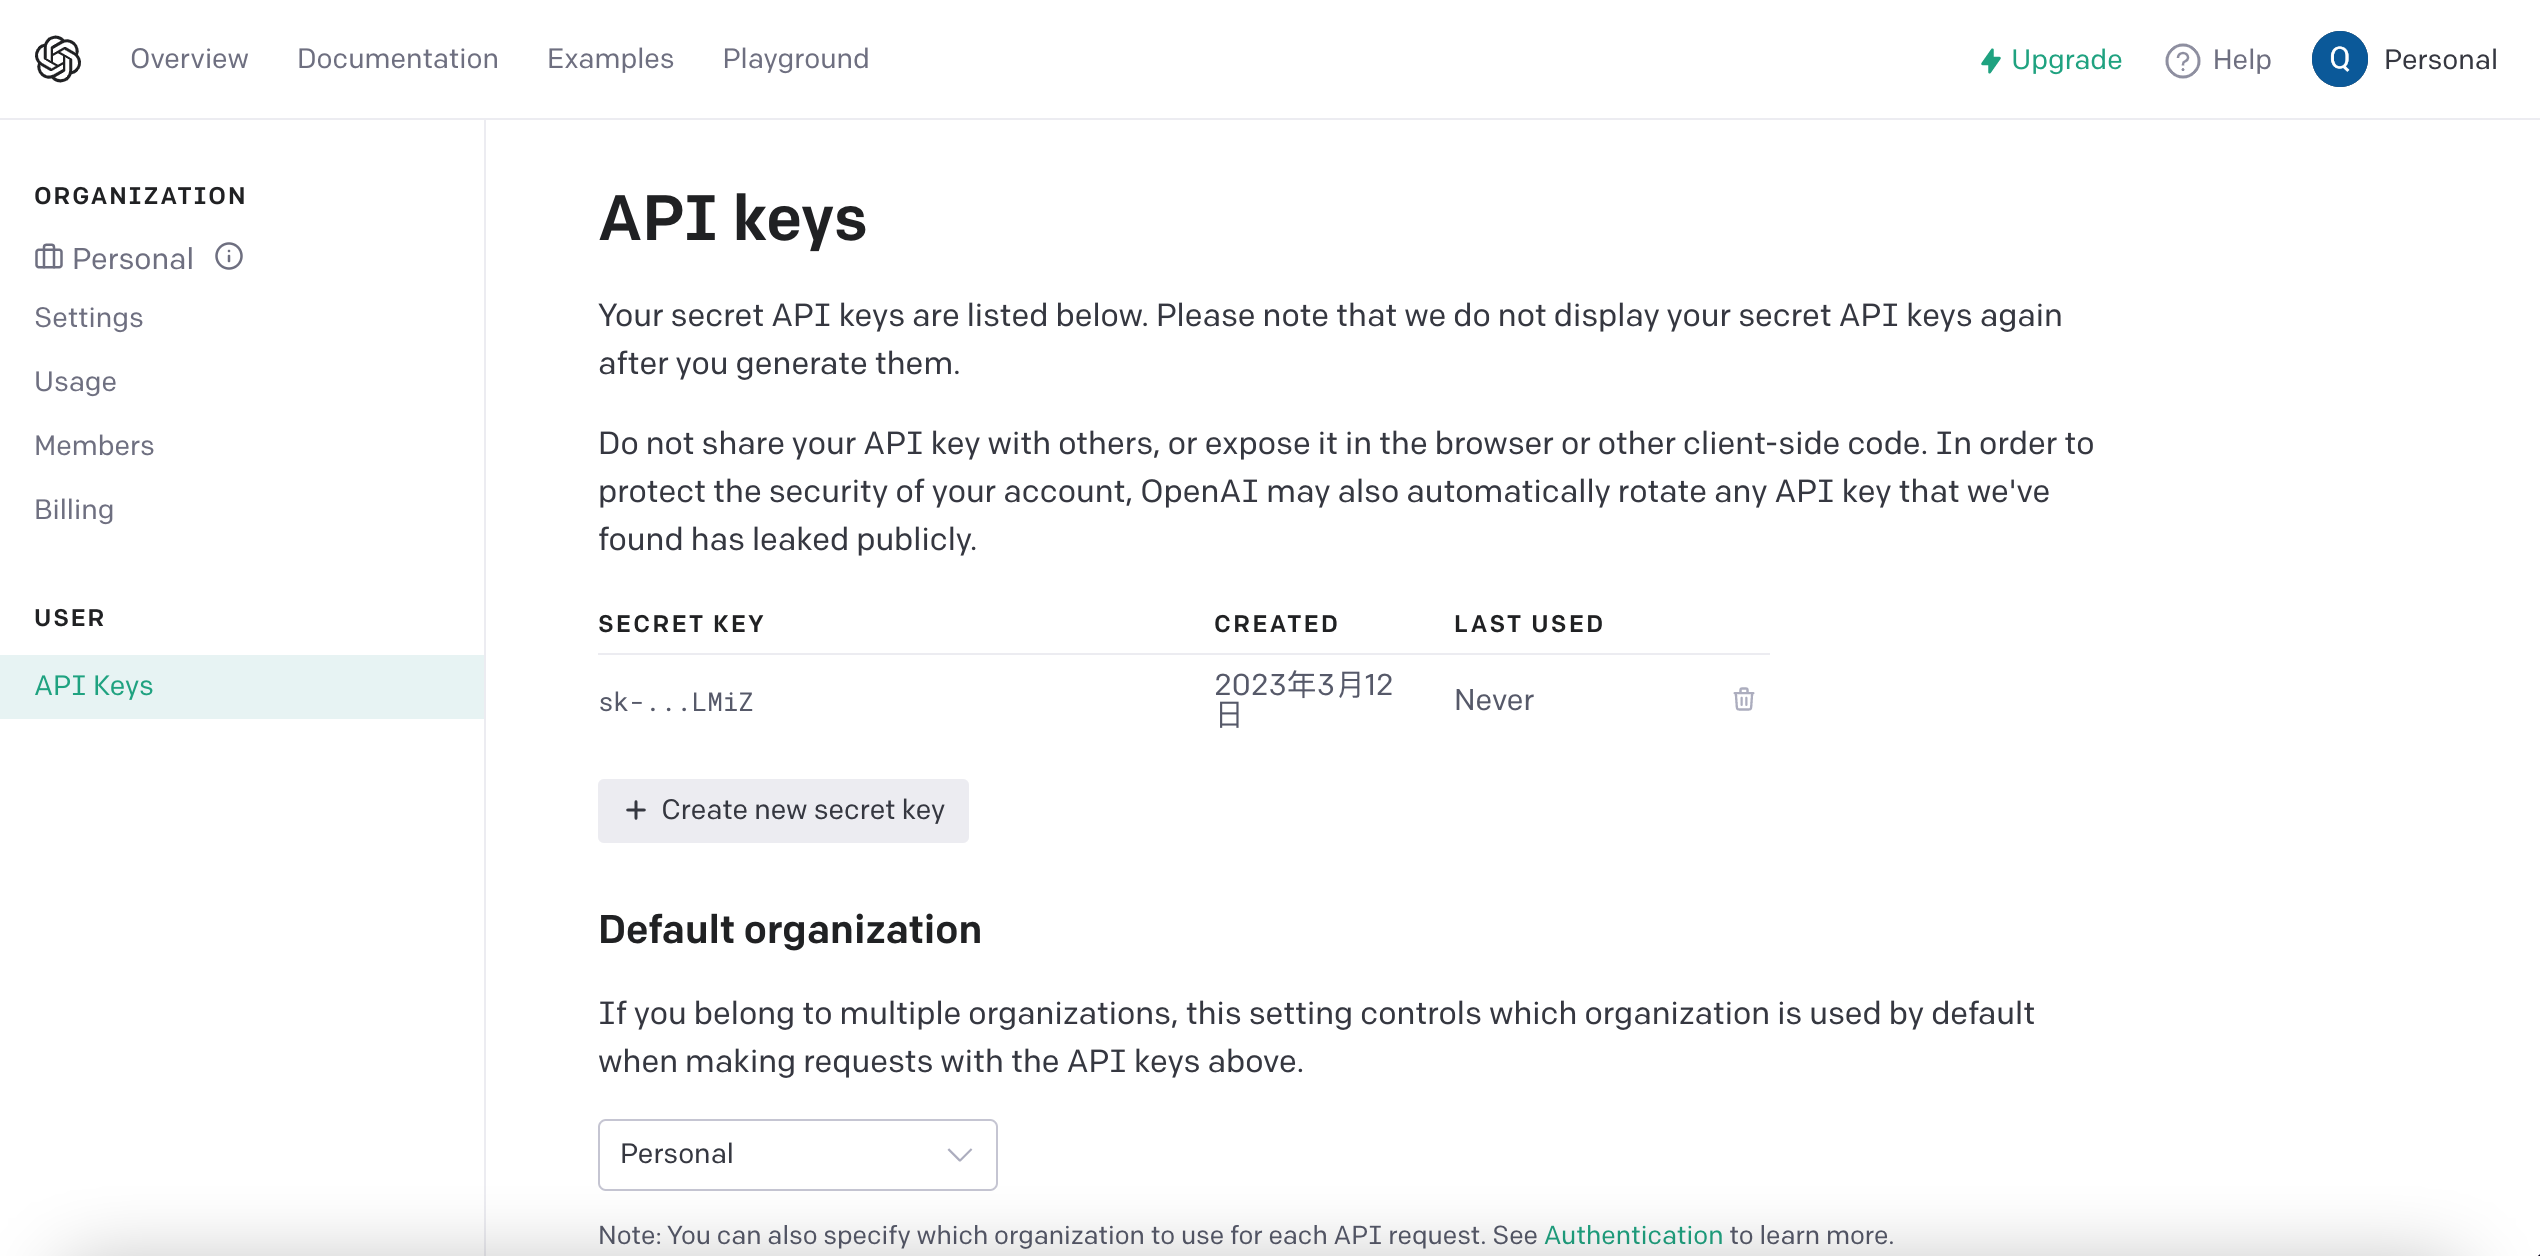 Overview Documentation Examples Playground
Upgrade Help Q Personal
ORGANIZATION
Personal
Settings
Usage
Members
Billing
USER
API Keys
API keys
Your secret API keys are listed below. Please note that we do not display your secret API keys again
after you generate them.
Do not share your API key with others, or expose it in the browser or other client-side code. In order to
protect the security of your account, OpenAI may also automatically rotate any API key that we've
found has leaked publicly.
SECRET KEY CREATED LAST USED
sk-...LMiZ 2023年3月12 Never
日
+ Create new secret key
Default organization
If you belong to multiple organizations, this setting controls which organization is used by default
when making requests with the API keys above.
Personal
Note: You can also specify which organization to use for each API request. See Authentication to learn more.